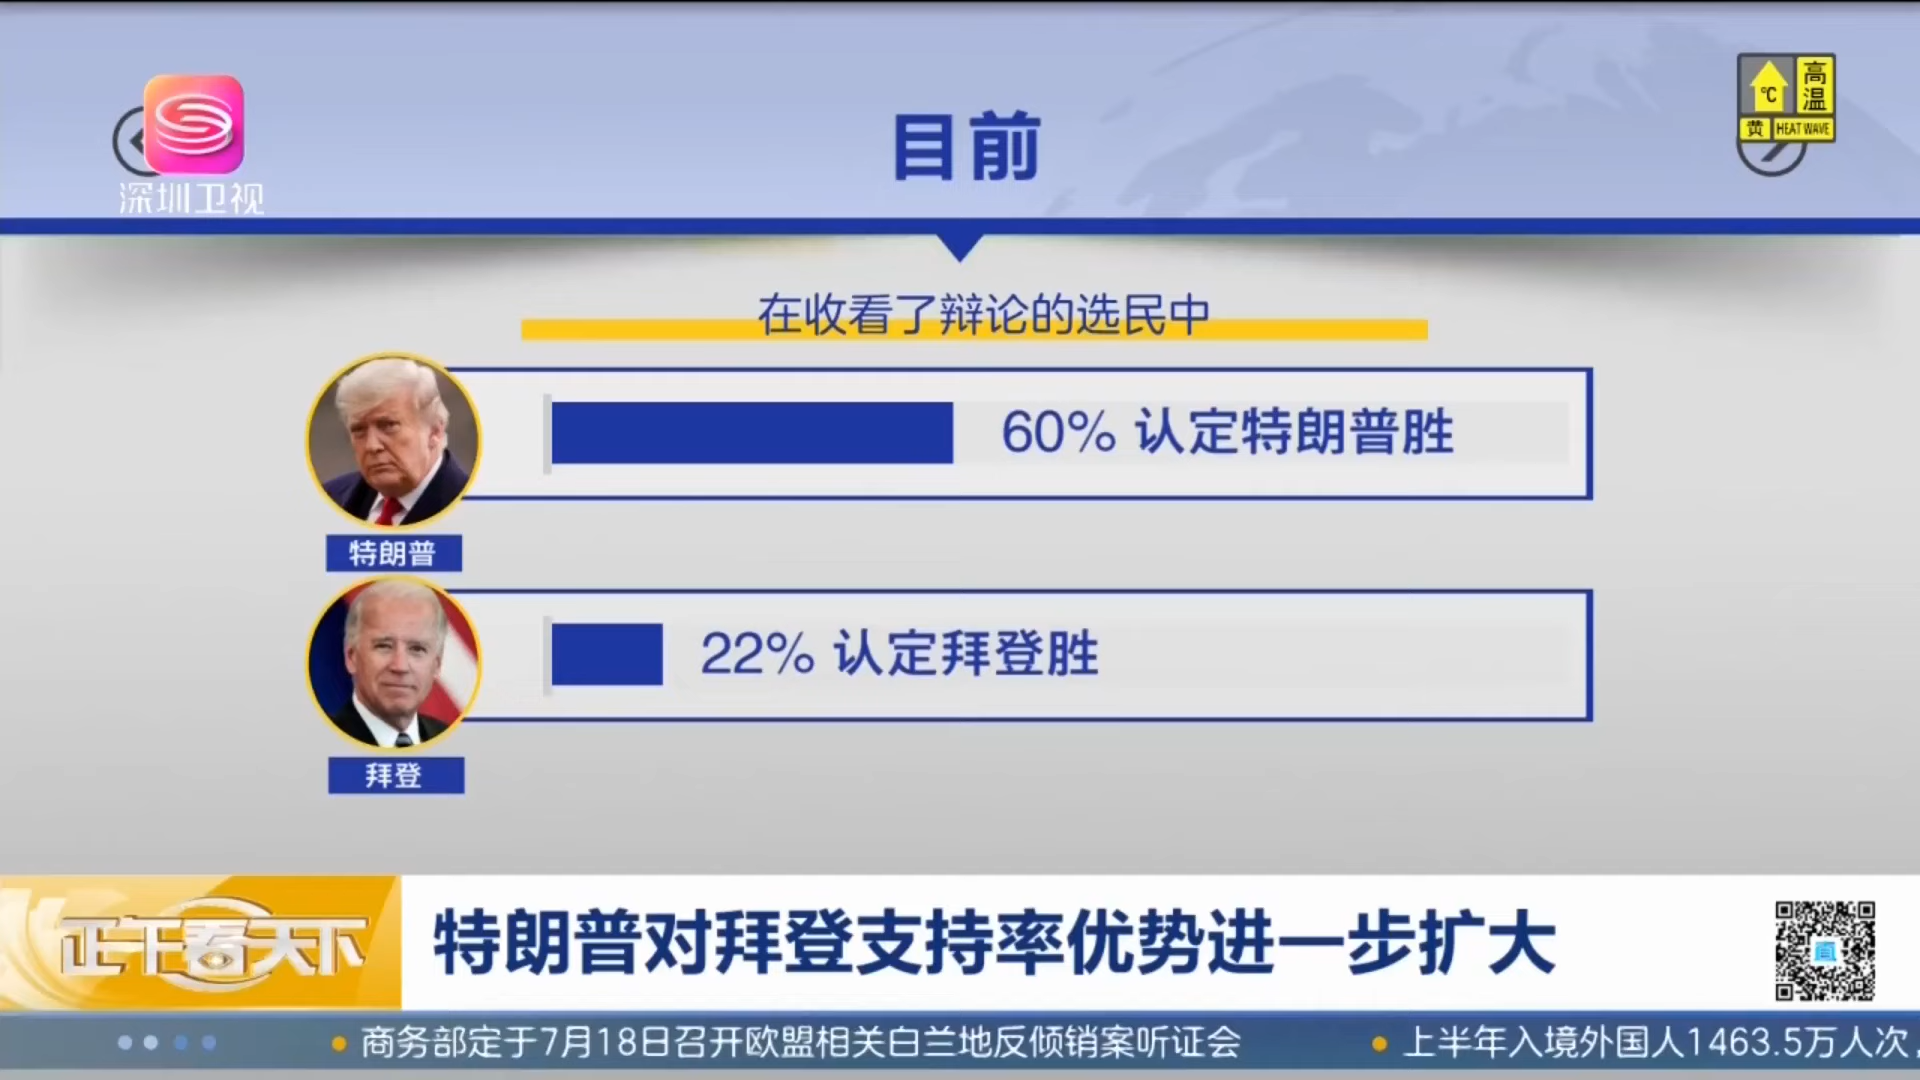 深圳卫视
目前
℃
高温
黄
HEAT WAVE
在收看了辩论的选民中
60% 认定特朗普胜
特朗普
22% 认定拜登胜
拜登
正午看天下
特朗普对拜登支持率优势进一步扩大
直
商务部定于7月18日召开欧盟相关白兰地反倾销案听证会
上半年入境外国人1463.5万人次,